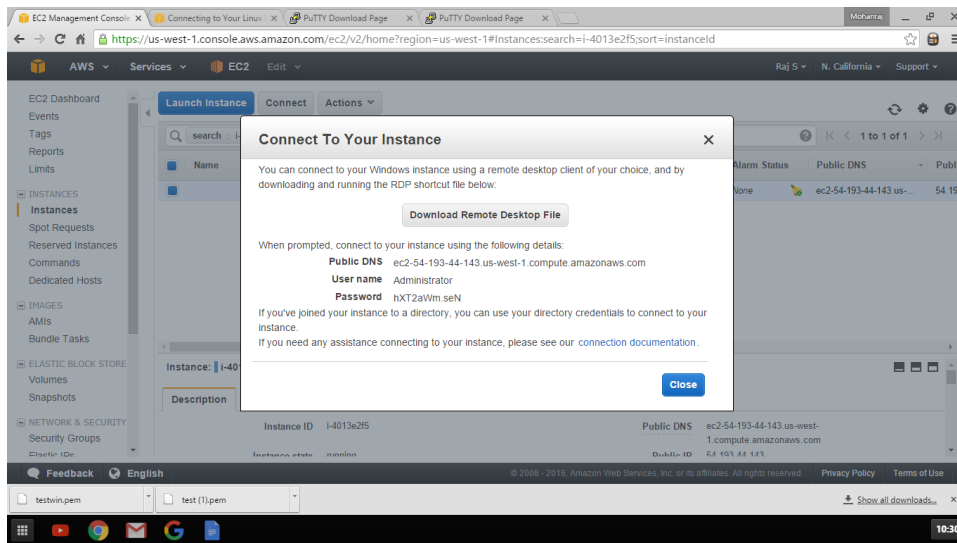 EC2 Management Console
Connecting to Your Linux
PuTTY Download Page
PuTTY Download Page
Mohanraj
https://us-west-1.console.aws.amazon.com/ec2/v2/home?region=us-west-1#Instances:search=i-4013e2f5;sort=instanceId
AWS Services EC2 Edit Raj S N. California Support
EC2 Dashboard
Events
Tags
Reports
Limits
INSTANCES
Instances
Spot Requests
Reserved Instances
Commands
Dedicated Hosts
IMAGES
AMIs
Bundle Tasks
ELASTIC BLOCK STORE
Volumes
Snapshots
NETWORK & SECURITY
Security Groups
Elastic IPs
Launch Instance Connect Actions
search : i-
1 to 1 of 1
Name
Alarm Status Public DNS Publ
None ec2-54-193-44-143.us-... 54.19
Connect To Your Instance
You can connect to your Windows instance using a remote desktop client of your choice, and by
downloading and running the RDP shortcut file below:
Download Remote Desktop File
When prompted, connect to your instance using the following details:
Public DNS ec2-54-193-44-143.us-west-1.compute.amazonaws.com
User name Administrator
Password hXT2aWm.seN
If you've joined your instance to a directory, you can use your directory credentials to connect to your
instance.
If you need any assistance connecting to your instance, please see our connection documentation.
Close
Instance: i-40
Description
Instance ID i-4013e2f5
Public DNS ec2-54-193-44-143.us-west-
1.compute.amazonaws.com
Instance state running
Public IP 54.193.44.143
Feedback English
© 2008 - 2016, Amazon Web Services, Inc. or its affiliates. All rights reserved. Privacy Policy Terms of Use
testwin.pem
test (1).pem
Show all downloads...
10:30